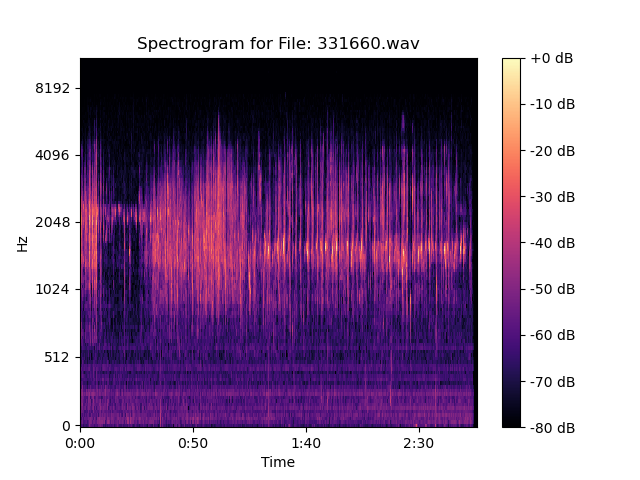 Spectrogram for File: 331660.wav
8192
4096
2048
1024
512
0
Hz
0:00
0:50
1:40
2:30
Time
+0 dB
-10 dB
-20 dB
-30 dB
-40 dB
-50 dB
-60 dB
-70 dB
-80 dB